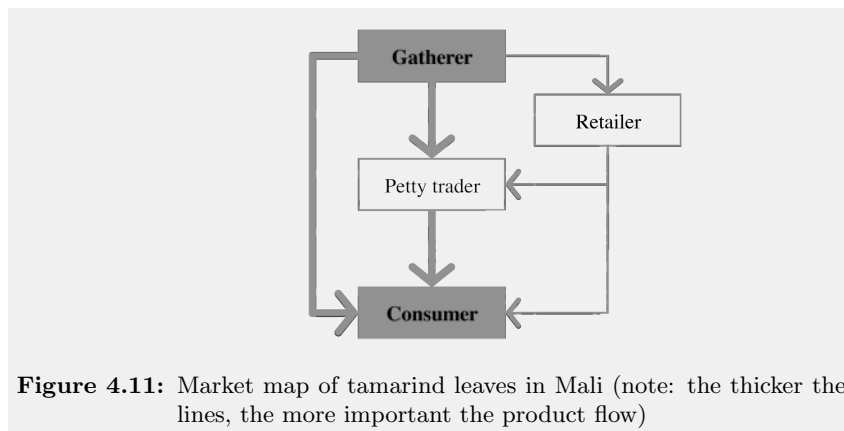 Gatherer
Retailer
Petty trader
Consumer
Figure 4.11: Market map of tamarind leaves in Mali (note: the thicker the
lines, the more important the product flow)